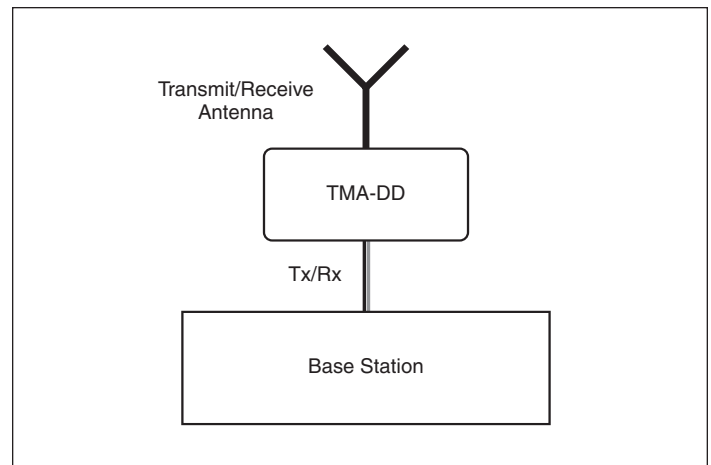 Transmit/Receive
Antenna
TMA-DD
Tx/Rx
Base Station